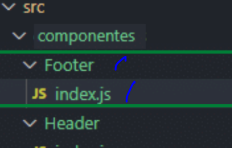 src
componentes
Footer
JS index.js
Header